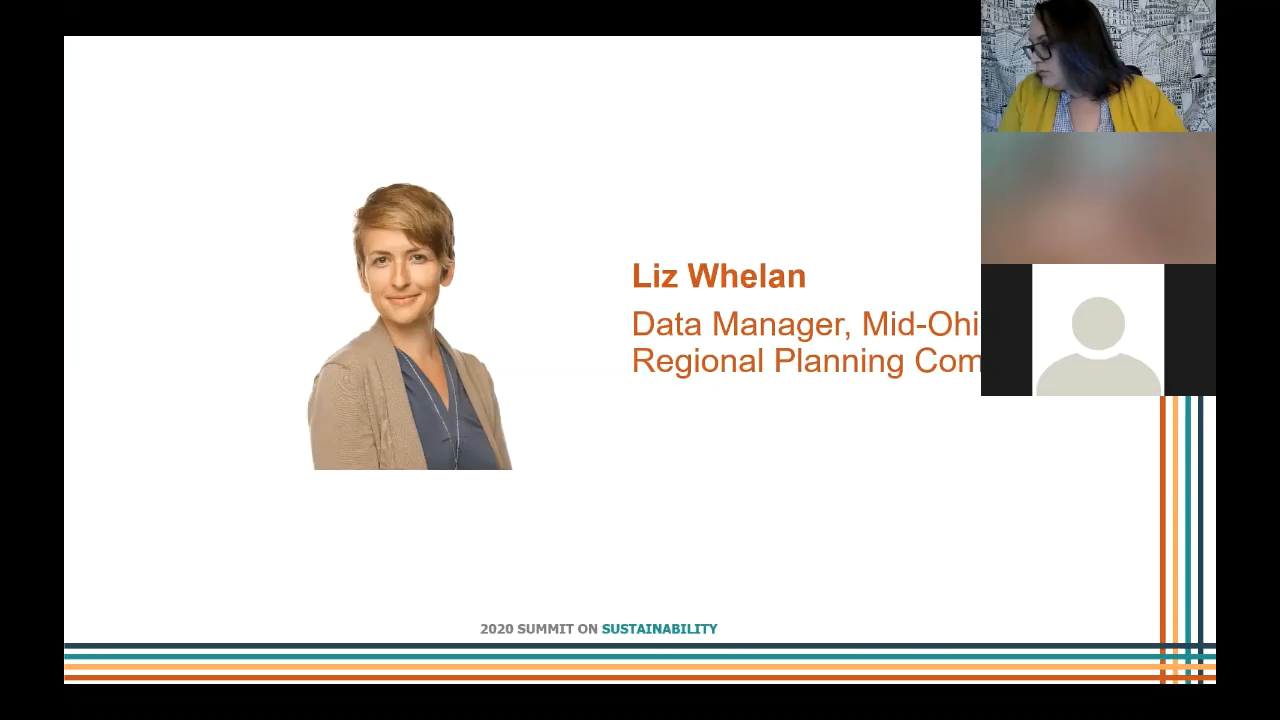 Liz Whelan
Data Manager, Mid-Ohi
Regional Planning Com
2020 SUMMIT ON SUSTAINABILITY